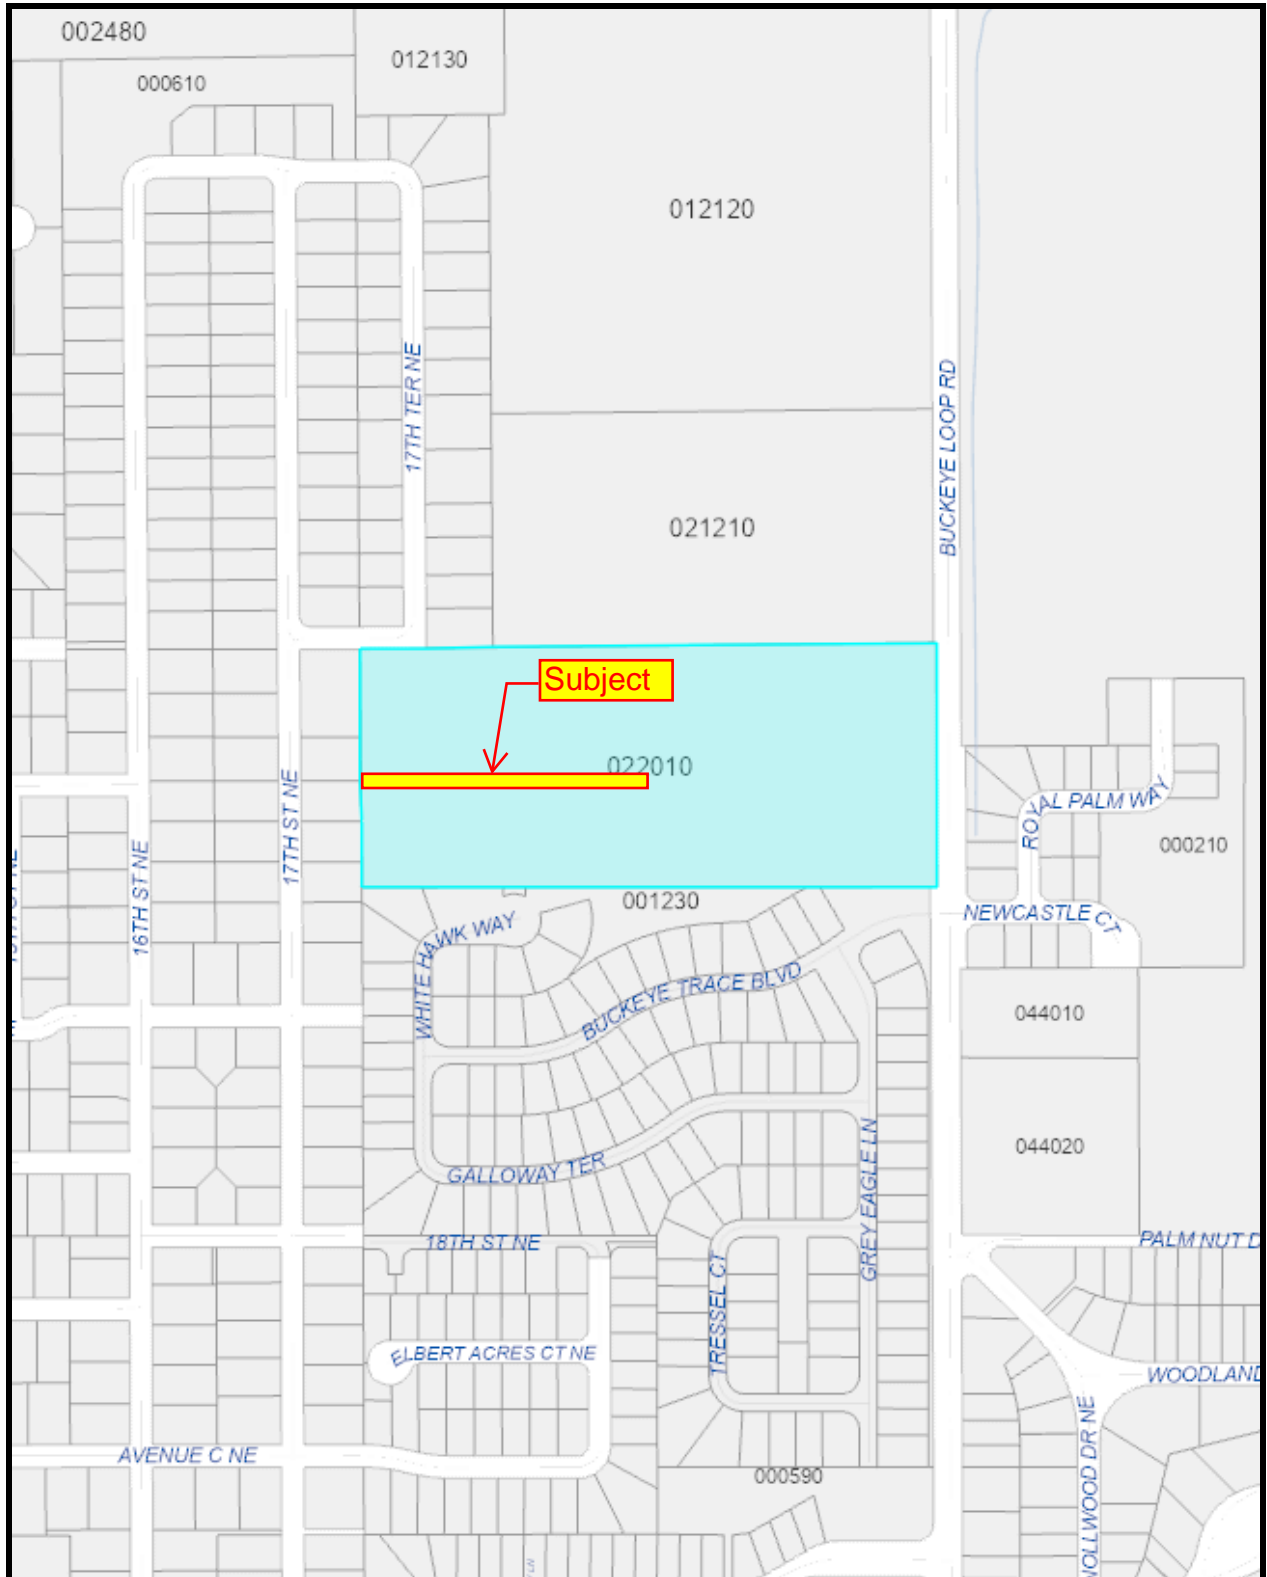 002480
012130
000610
012120
17TH TER NE
BUCKEYE LOOP RD
021210
Subject
022010
17TH ST NE
16TH ST NE
ROYAL PALM WAY
000210
001230
WHITE HAWK WAY
NEWCASTLE CT
BUCKEYE TRACE BLVD
044010
044020
GALLOWAY TER
GREY EAGLE LN
18TH ST NE
PALM NUT D
TRESSEL CT
ELBERT ACRES CT NE
WOODLAND
NOLLWOOD DR NE
AVENUE C NE
000590
LN